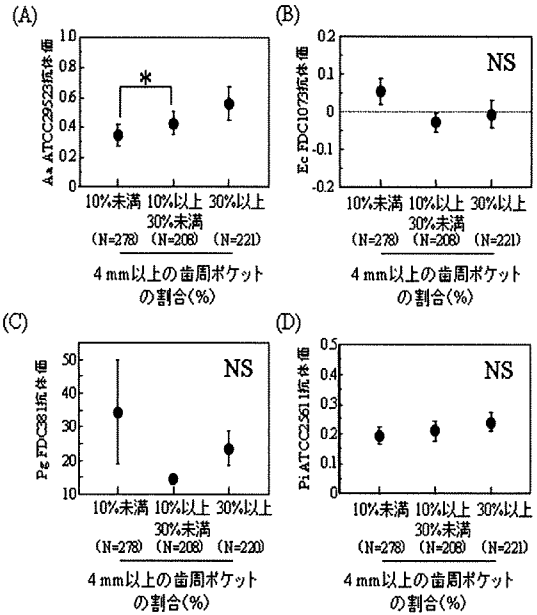 (A)
Aa ATCC29523抗体価
1.0
0.8
0.6
0.4
0.2
0
*
10%未満 10%以上 30%以上
30%未満
(N=278) (N=208) (N=221)
4 mm以上の歯周ポケット
の割合(%)
(B)
Ec FDC1073抗体価
0.2
0.1
0
-0.1
-0.2
NS
10%未満 10%以上 30%以上
30%未満
(N=278) (N=208) (N=221)
4 mm以上の歯周ポケット
の割合(%)
(C)
Pg FDC381抗体価
50
40
30
20
10
NS
10%未満 10%以上 30%以上
30%未満
(N=278) (N=208) (N=220)
4 mm以上の歯周ポケット
の割合(%)
(D)
Pi ATCC25611抗体価
0.5
0.4
0.3
0.2
0.1
0
NS
10%未満 10%以上 30%以上
30%未満
(N=278) (N=208) (N=221)
4 mm以上の歯周ポケット
の割合(%)